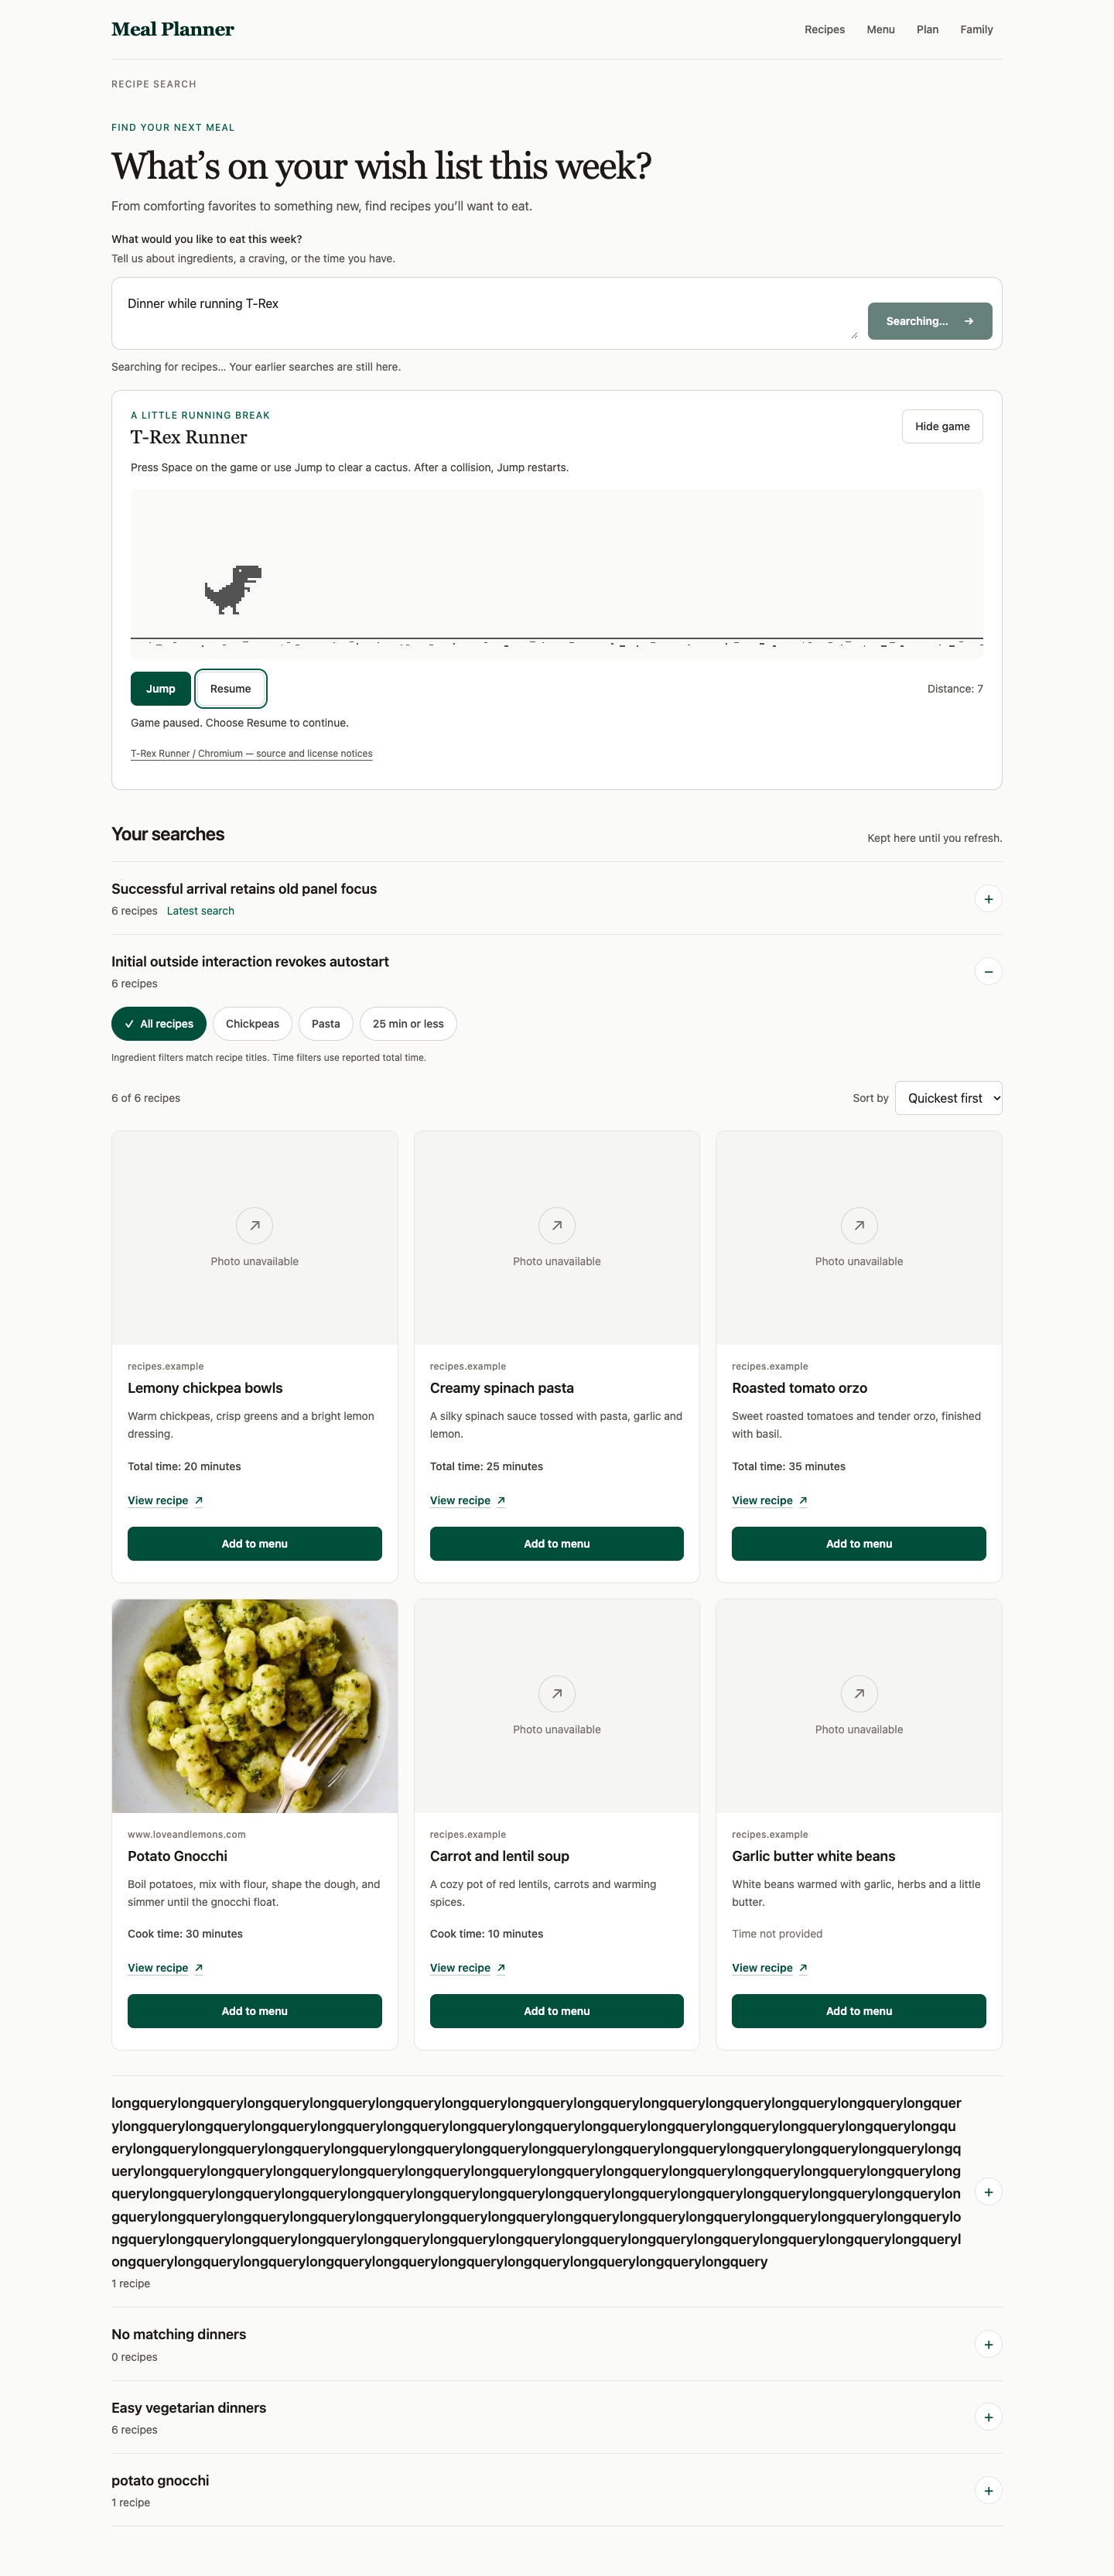 Meal Planner
Recipes Menu Plan Family
RECIPE SEARCH
FIND YOUR NEXT MEAL
What’s on your wish list this week?
From comforting favorites to something new, find recipes you’ll want to eat.
What would you like to eat this week?
Tell us about ingredients, a craving, or the time you have.
Dinner while running T-Rex
Searching... →
Searching for recipes... Your earlier searches are still here.
A LITTLE RUNNING BREAK
T-Rex Runner
Hide game
Press Space on the game or use Jump to clear a cactus. After a collision, Jump restarts.
Jump Resume Distance: 7
Game paused. Choose Resume to continue.
T-Rex Runner / Chromium — source and license notices
Your searches
Kept here until you refresh.
Successful arrival retains old panel focus
6 recipes Latest search
Initial outside interaction revokes autostart
6 recipes
✓ All recipes Chickpeas Pasta 25 min or less
Ingredient filters match recipe titles. Time filters use reported total time.
6 of 6 recipes
Sort by Quickest first
Photo unavailable
recipes.example
Lemony chickpea bowls
Warm chickpeas, crisp greens and a bright lemon
dressing.
Total time: 20 minutes
View recipe ↗
Add to menu
Photo unavailable
recipes.example
Creamy spinach pasta
A silky spinach sauce tossed with pasta, garlic and
lemon.
Total time: 25 minutes
View recipe ↗
Add to menu
Photo unavailable
recipes.example
Roasted tomato orzo
Sweet roasted tomatoes and tender orzo, finished
with basil.
Total time: 35 minutes
View recipe ↗
Add to menu
www.loveandlemons.com
Potato Gnocchi
Boil potatoes, mix with flour, shape the dough, and
simmer until the gnocchi float.
Cook time: 30 minutes
View recipe ↗
Add to menu
Photo unavailable
recipes.example
Carrot and lentil soup
A cozy pot of red lentils, carrots and warming
spices.
Cook time: 10 minutes
View recipe ↗
Add to menu
Photo unavailable
recipes.example
Garlic butter white beans
White beans warmed with garlic, herbs and a little
butter.
Time not provided
View recipe ↗
Add to menu
longquerylongquerylongquerylongquerylongquerylongquerylongquerylongquerylongquerylongquerylongquerylongquerylongquer
ylongquerylongquerylongquerylongquerylongquerylongquerylongquerylongquerylongquerylongquerylongquerylongquerylongqu
erylongquerylongquerylongquerylongquerylongquerylongquerylongquerylongquerylongquerylongquerylongquerylongquerylongq
uerylongquerylongquerylongquerylongquerylongquerylongquerylongquerylongquerylongquerylongquerylongquerylongquerylong
querylongquerylongquerylongquerylongquerylongquerylongquerylongquerylongquerylongquerylongquerylongquerylongquerylon
gquerylongquerylongquerylongquerylongquerylongquerylongquerylongquerylongquerylongquerylongquerylongquerylongquerylo
ngquerylongquerylongquerylongquerylongquerylongquerylongquerylongquerylongquerylongquerylongquerylongquerylongqueryl
ongquerylongquerylongquerylongquerylongquerylongquerylongquerylongquerylongquerylongquery
1 recipe
No matching dinners
0 recipes
Easy vegetarian dinners
6 recipes
potato gnocchi
1 recipe